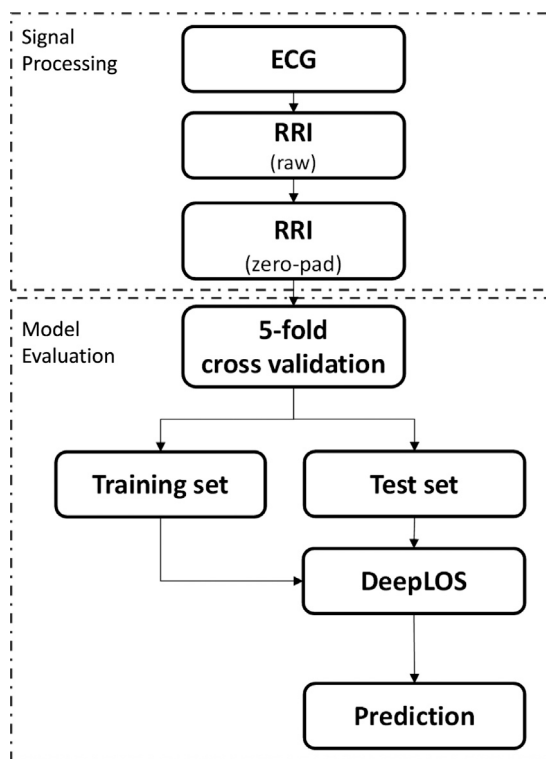 Signal
Processing
ECG
RRI
(raw)
RRI
(zero-pad)
Model
Evaluation
5-fold
cross validation
Training set
Test set
DeepLOS
Prediction